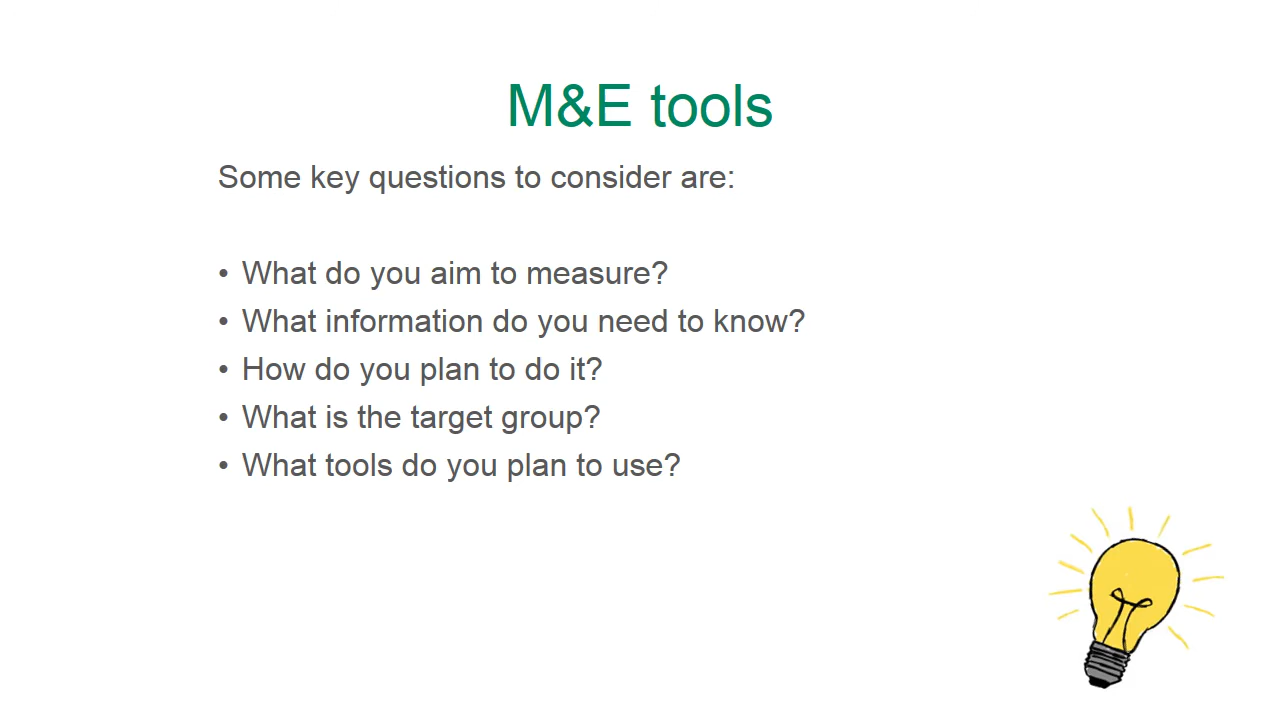 M&E tools
Some key questions to consider are:
• What do you aim to measure?
• What information do you need to know?
• How do you plan to do it?
• What is the target group?
• What tools do you plan to use?